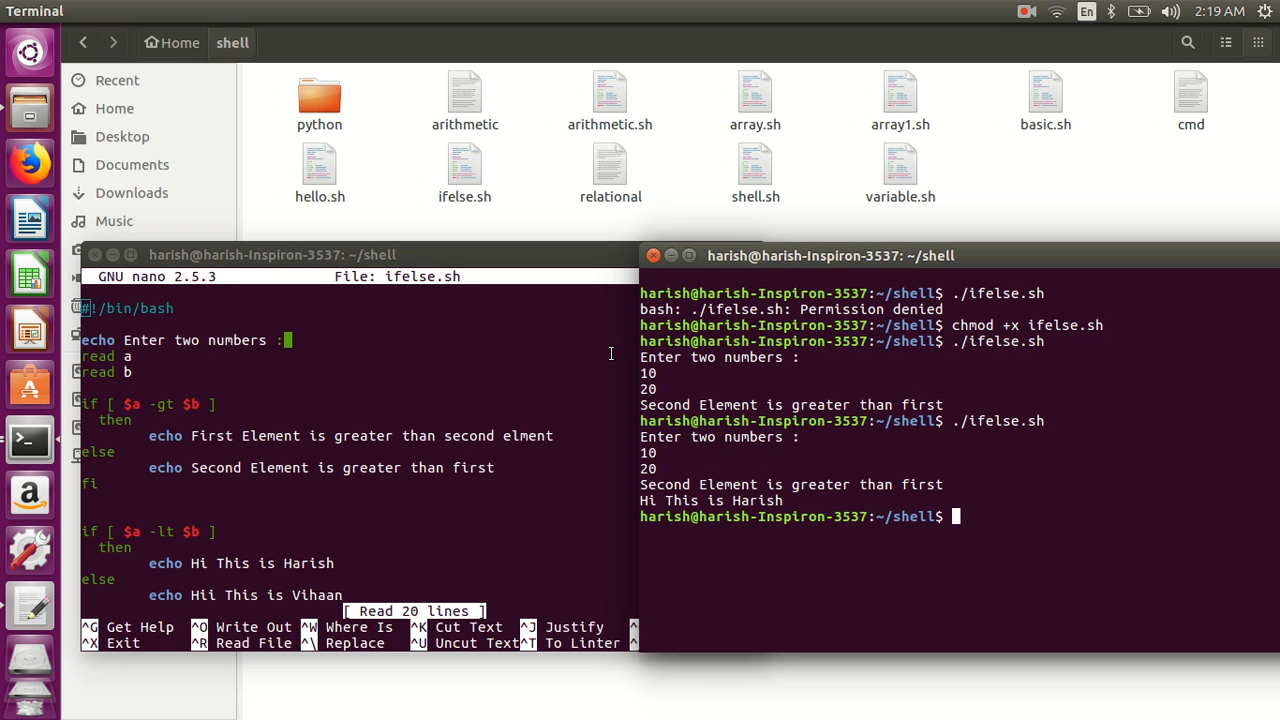 Terminal
En
2:19 AM
Home
shell
Recent
Home
Desktop
Documents
Downloads
Music
python
arithmetic
arithmetic.sh
array.sh
array1.sh
basic.sh
cmd
hello.sh
ifelse.sh
relational
shell.sh
variable.sh
harish@harish-Inspiron-3537: ~/shell
GNU nano 2.5.3 File: ifelse.sh
#!/bin/bash
echo Enter two numbers :
read a
read b
if [ $a -gt $b ]
then
echo First Element is greater than second elment
else
echo Second Element is greater than first
fi
if [ $a -lt $b ]
then
echo Hi This is Harish
else
echo Hii This is Vihaan
[ Read 20 lines ]
^G Get Help ^O Write Out ^W Where Is ^K Cut Text ^J Justify ^
^X Exit ^R Read File ^\ Replace ^U Uncut Text ^T To Linter ^
harish@harish-Inspiron-3537: ~/shell
harish@harish-Inspiron-3537:~/shell$ ./ifelse.sh
bash: ./ifelse.sh: Permission denied
harish@harish-Inspiron-3537:~/shell$ chmod +x ifelse.sh
harish@harish-Inspiron-3537:~/shell$ ./ifelse.sh
Enter two numbers :
10
20
Second Element is greater than first
harish@harish-Inspiron-3537:~/shell$ ./ifelse.sh
Enter two numbers :
10
20
Second Element is greater than first
Hi This is Harish
harish@harish-Inspiron-3537:~/shell$